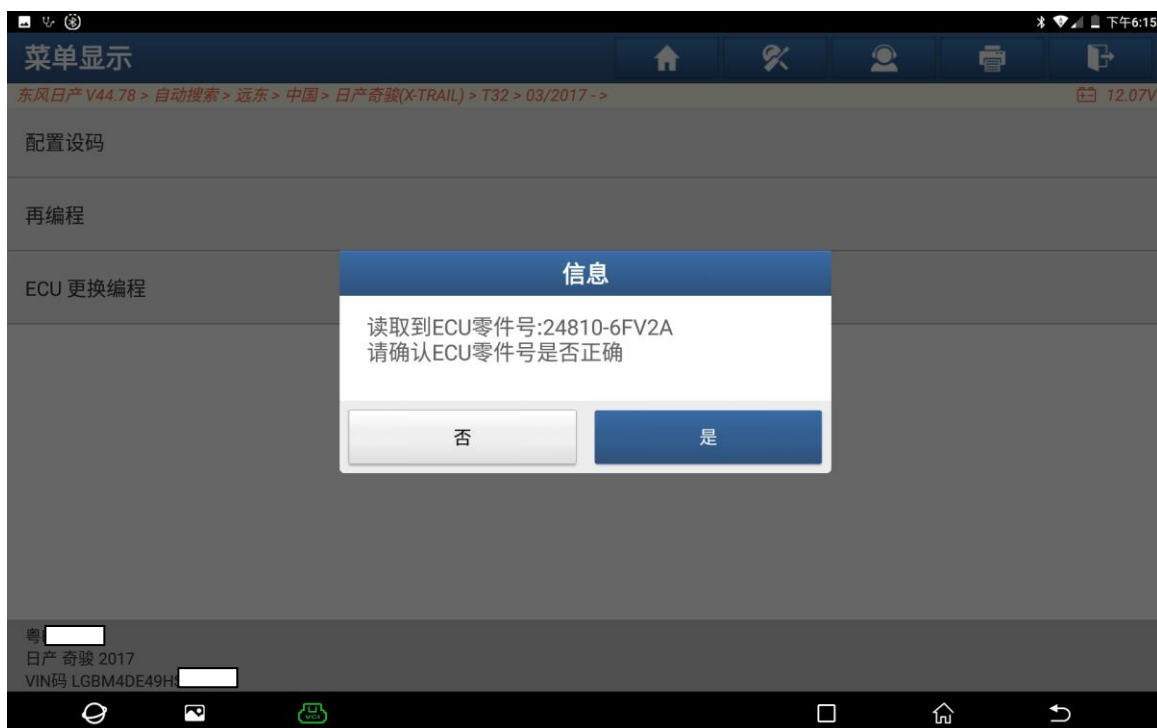 下午6:15
菜单显示
东风日产 V44.78 > 自动搜索 > 远东 > 中国 > 日产奇骏(X-TRAIL) > T32 > 03/2017 - >
12.07V
配置设码
再编程
ECU 更换编程
信息
读取到ECU零件号:24810-6FV2A
请确认ECU零件号是否正确
否
是
粤
日产 奇骏 2017
VIN码 LGBM4DE49H
VCI